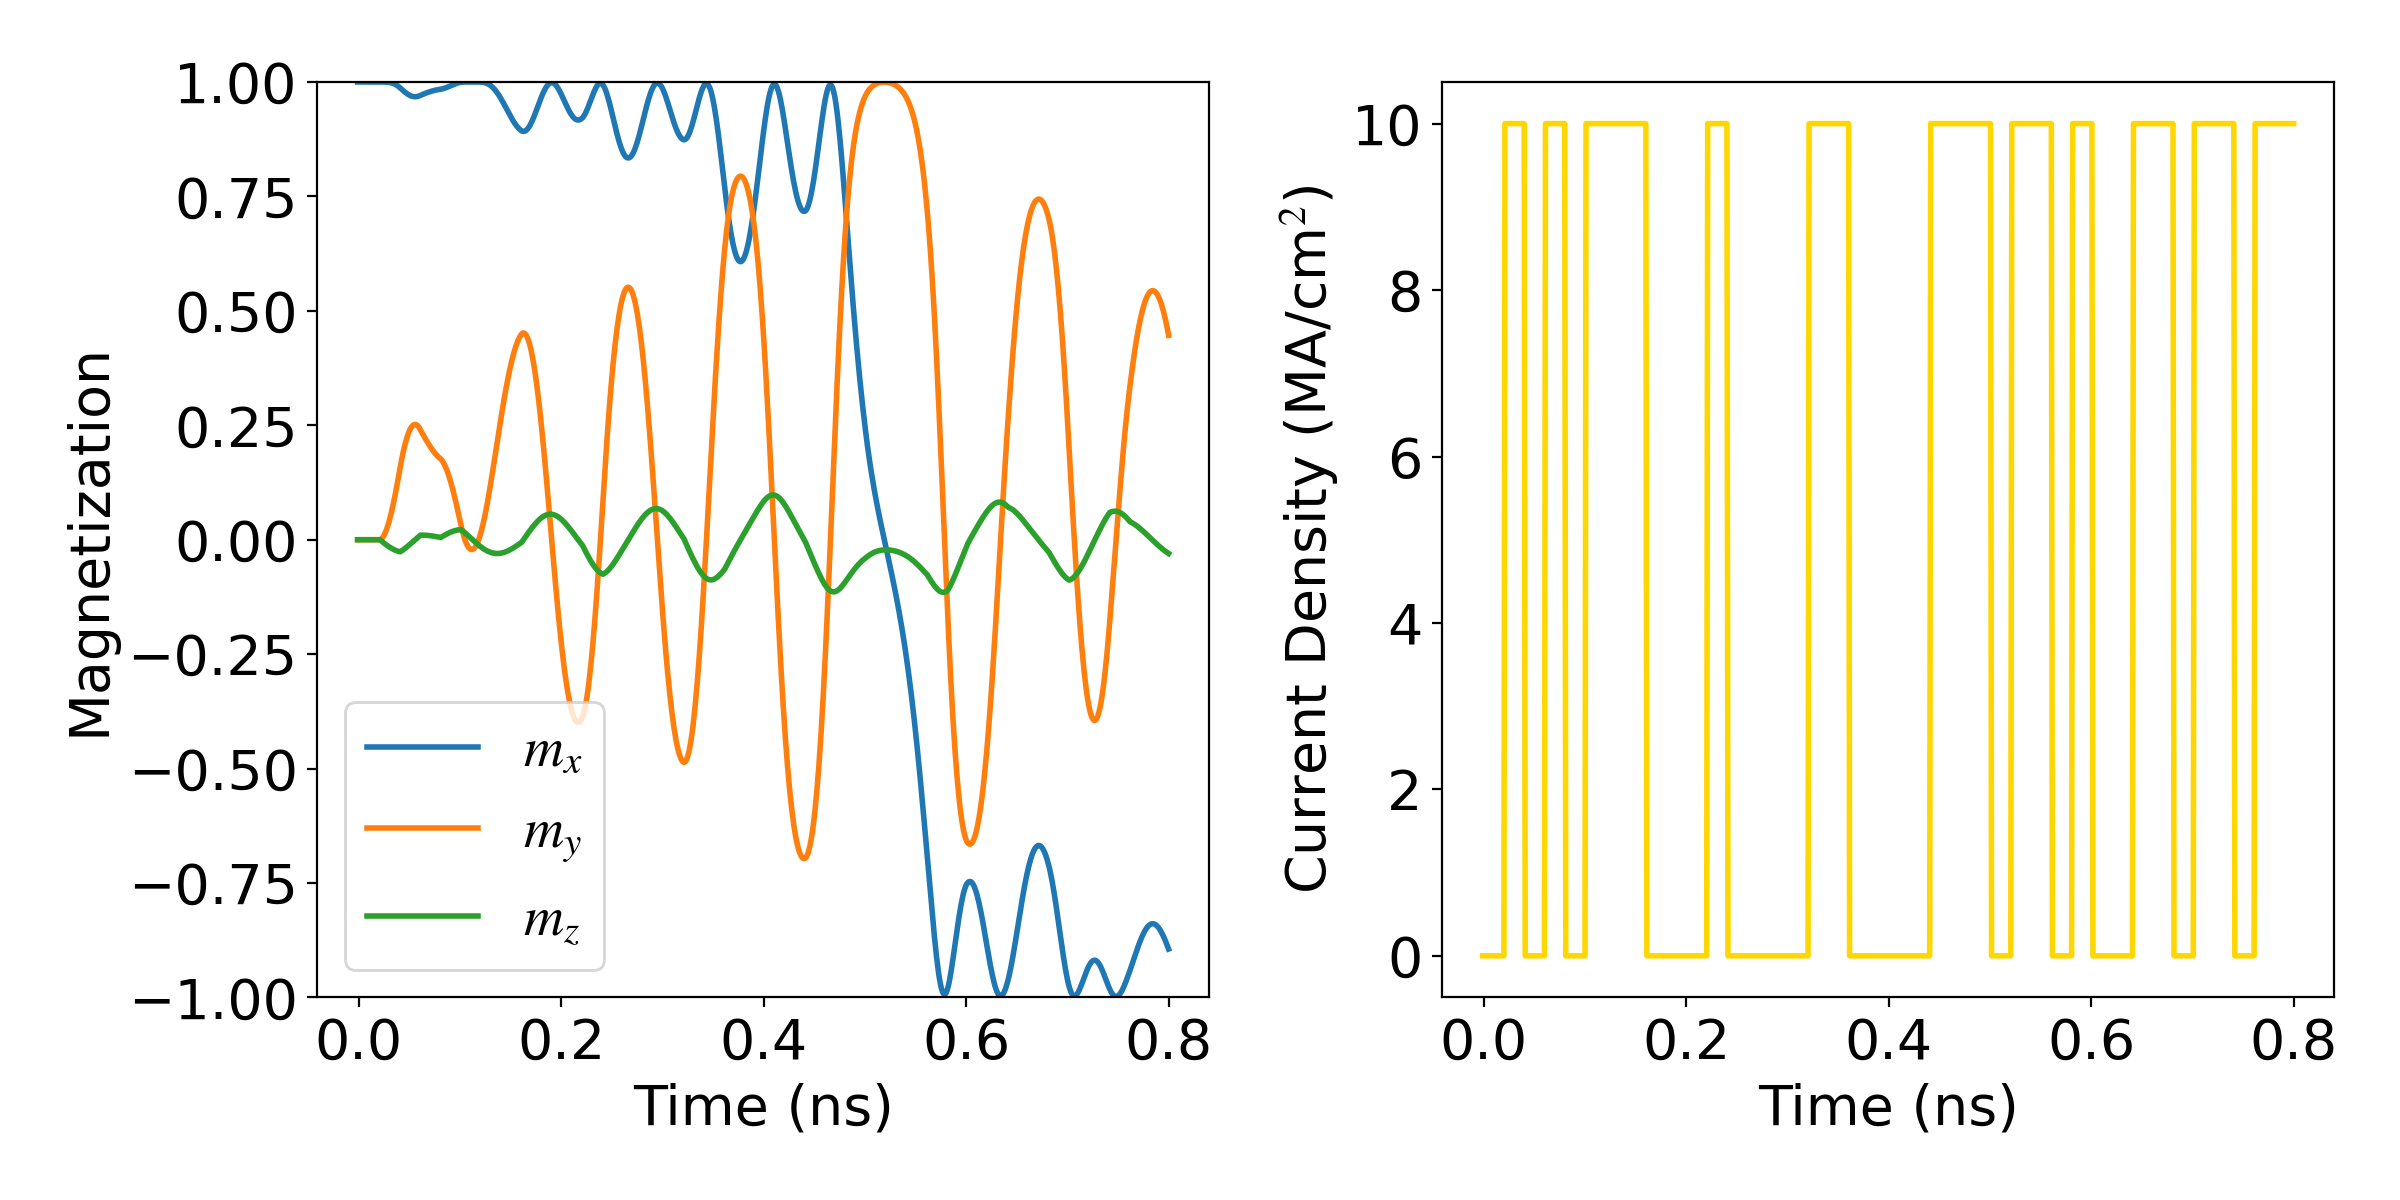 Magnetization
1.00
0.75
0.50
0.25
0.00
−0.25
−0.50
−0.75
−1.00
m_x
m_y
m_z
0.0 0.2 0.4 0.6 0.8
Time (ns)
Current Density (MA/cm²)
10
8
6
4
2
0
0.0 0.2 0.4 0.6 0.8
Time (ns)